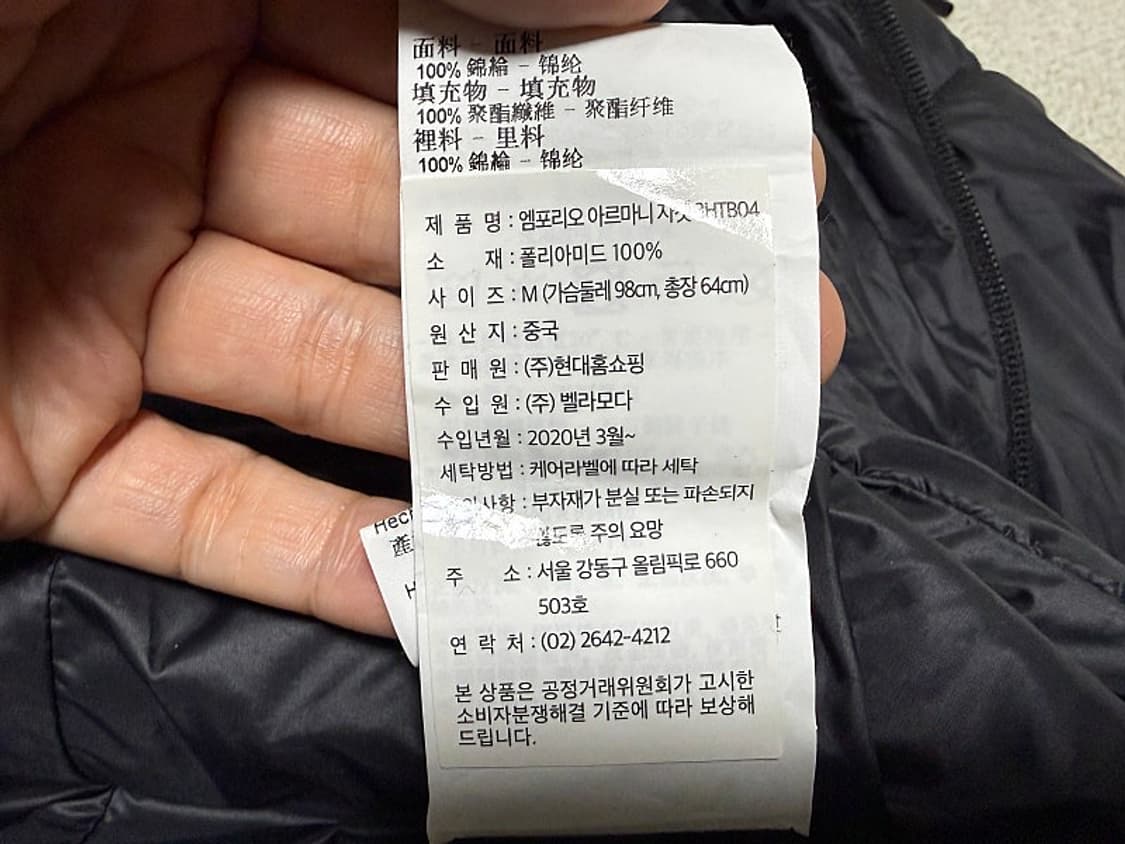 面料 - 面料
100% 錦綸 - 锦纶
填充物 - 填充物
100% 聚酯纖維 - 聚酯纤维
裡料 - 里料
100% 錦綸 - 锦纶
제 품 명 : 엠포리오 아르마니 자켓
소 재 : 폴리아미드 100%
사 이 즈 : M (가슴둘레 98cm, 총장 64cm)
원 산 지 : 중국
판 매 원 : (주)현대홈쇼핑
수 입 원 : (주) 벨라모다
수입년월 : 2020년 3월~
세탁방법 : 케어라벨에 따라 세탁
: 부자재가 분실 또는 파손되지
않도록 주의 요망
주 소 : 서울 강동구 올림픽로 660
503호
연 락 처 : (02) 2642-4212
본 상품은 공정거래위원회가 고시한
소비자분쟁해결 기준에 따라 보상해
드립니다.